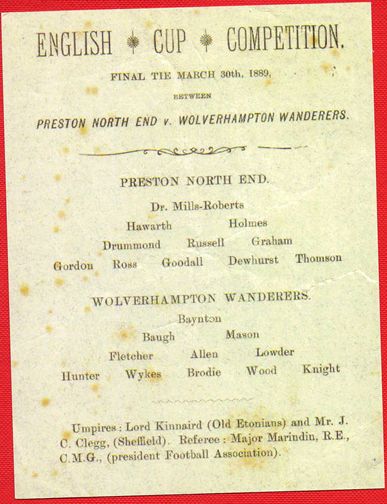 ENGLISH CUP COMPETITION.
FINAL TIE MARCH 30th, 1889,
BETWEEN
PRESTON NORTH END v. WOLVERHAMPTON WANDERERS.
PRESTON NORTH END.
Dr. Mills-Roberts
Hawarth Holmes
Drummond Russell Graham
Gordon Ross Goodall Dewhurst Thomson
WOLVERHAMPTON WANDERERS.
Baynton
Baugh Mason
Fletcher Allen Lowder
Hunter Wykes Brodie Wood Knight
Umpires: Lord Kinnaird (Old Etonians) and Mr. J.
C. Clegg, (Sheffield). Referee: Major Marindin, R.E.,
C.M.G., (president Football Association).